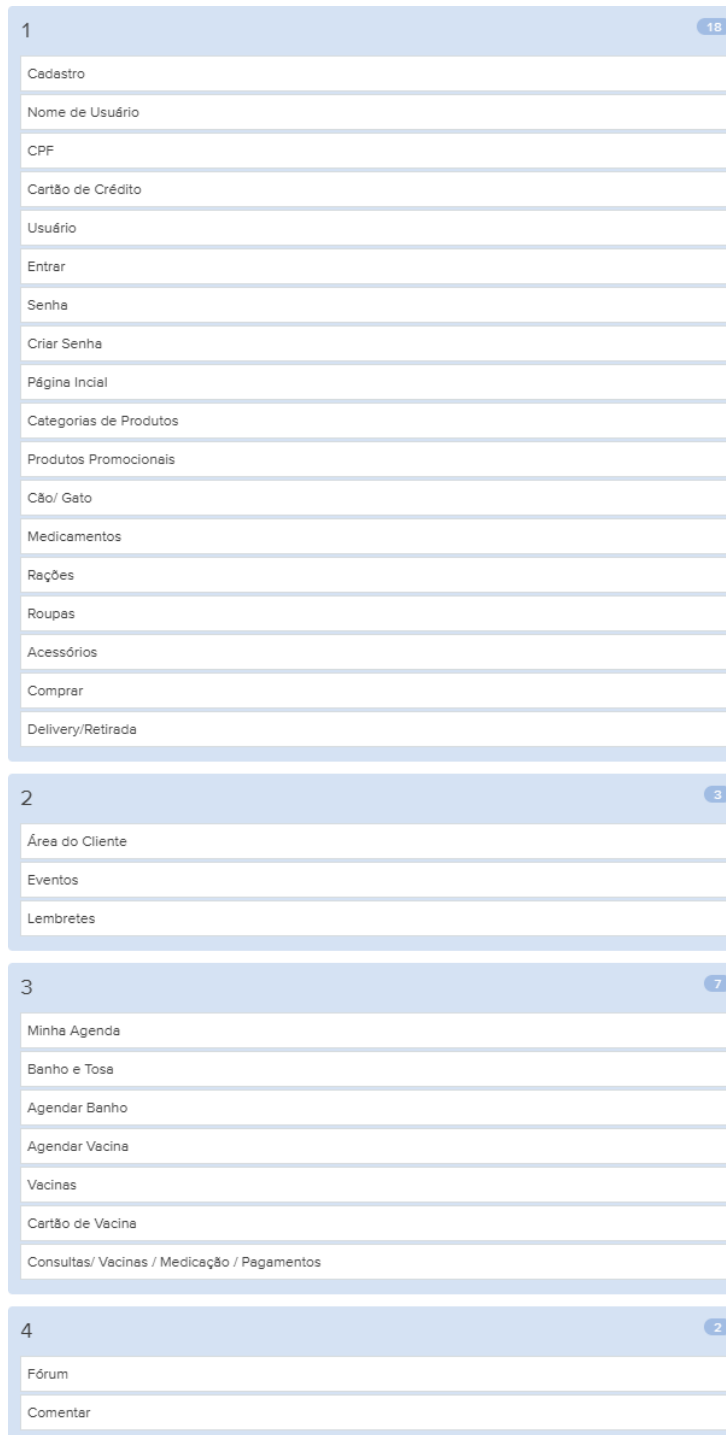 1
18
Cadastro
Nome de Usuário
CPF
Cartão de Crédito
Usuário
Entrar
Senha
Criar Senha
Página Incial
Categorias de Produtos
Produtos Promocionais
Cão/ Gato
Medicamentos
Rações
Roupas
Acessórios
Comprar
Delivery/Retirada
2
3
Área do Cliente
Eventos
Lembretes
3
7
Minha Agenda
Banho e Tosa
Agendar Banho
Agendar Vacina
Vacinas
Cartão de Vacina
Consultas/ Vacinas / Medicação / Pagamentos
4
2
Fórum
Comentar